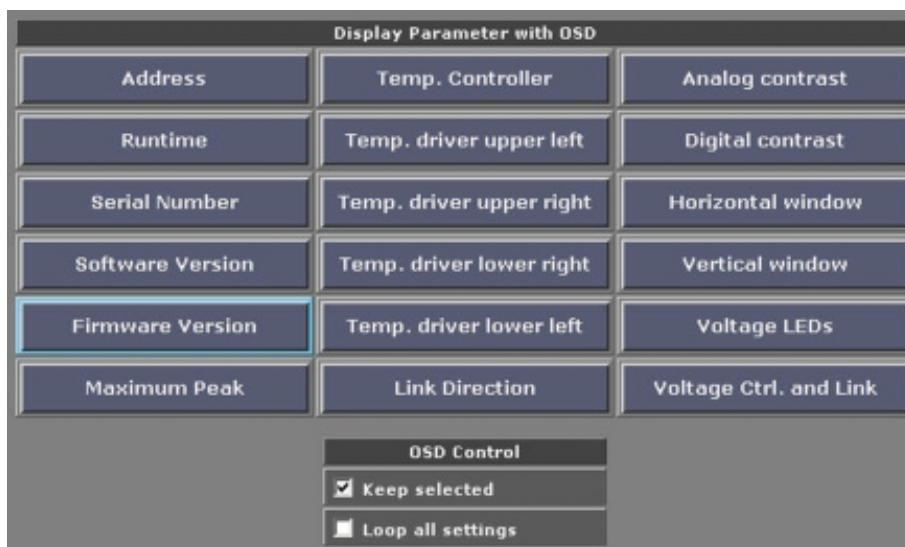 Display Parameter with OSD
Address Temp. Controller Analog contrast
Runtime Temp. driver upper left Digital contrast
Serial Number Temp. driver upper right Horizontal window
Software Version Temp. driver lower right Vertical window
Firmware Version Temp. driver lower left Voltage LEDs
Maximum Peak Link Direction Voltage Ctrl. and Link
OSD Control
Keep selected
Loop all settings